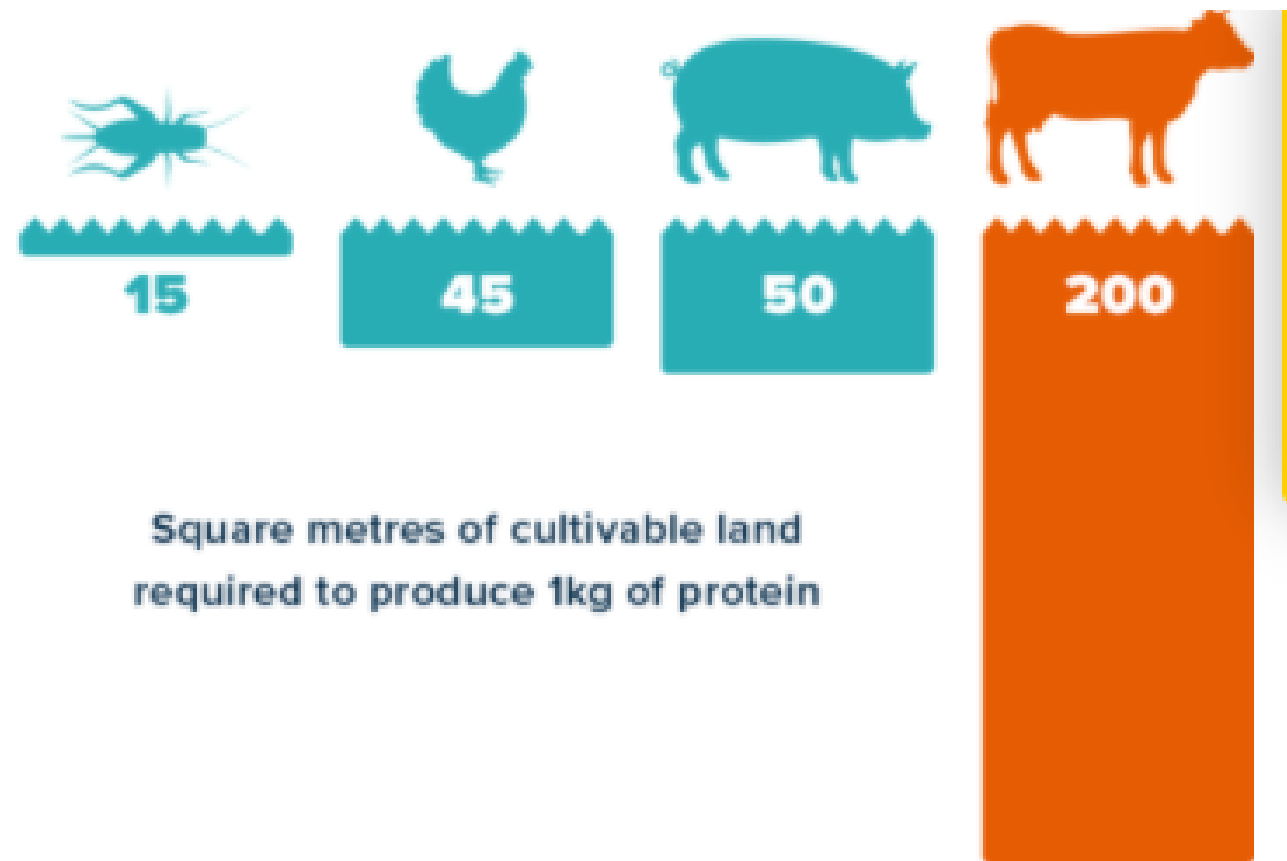 15
45
50
200
Square metres of cultivable land
required to produce 1kg of protein